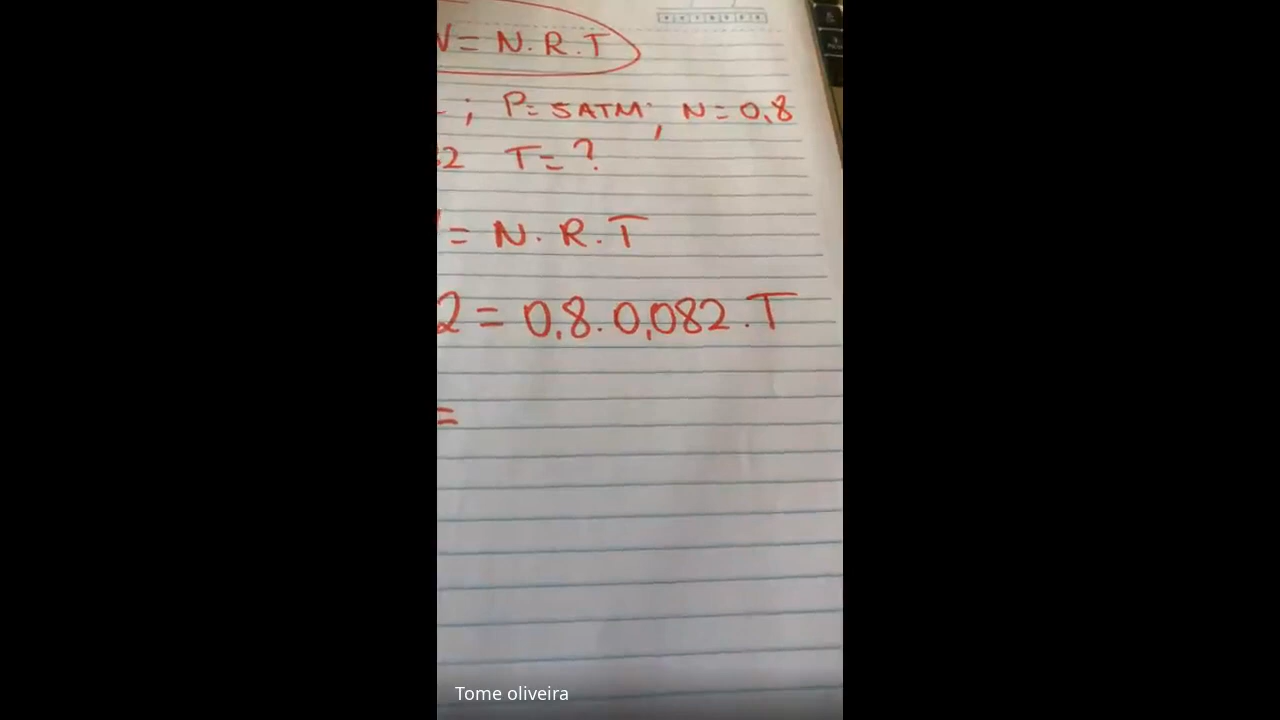 V= N.R.T
; P= 5ATM; N=0,8
2 T=?
= N.R.T
2=0,8.0,082.T
=
Tome oliveira